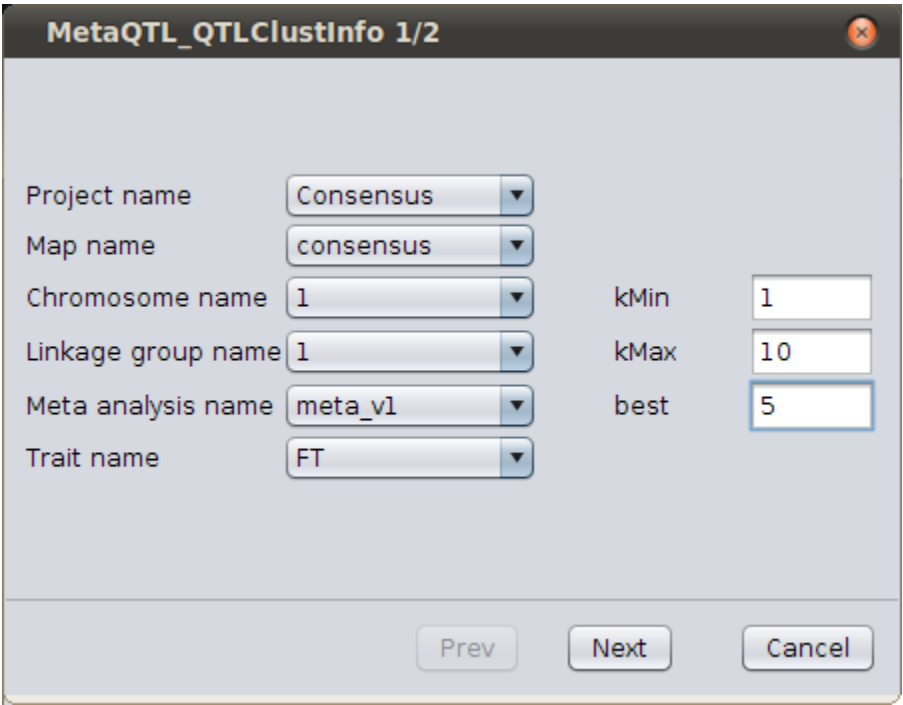 MetaQTL_QTLClustInfo 1/2
Project name Consensus
Map name consensus
Chromosome name 1 kMin 1
Linkage group name 1 kMax 10
Meta analysis name meta_v1 best 5
Trait name FT
Prev Next Cancel